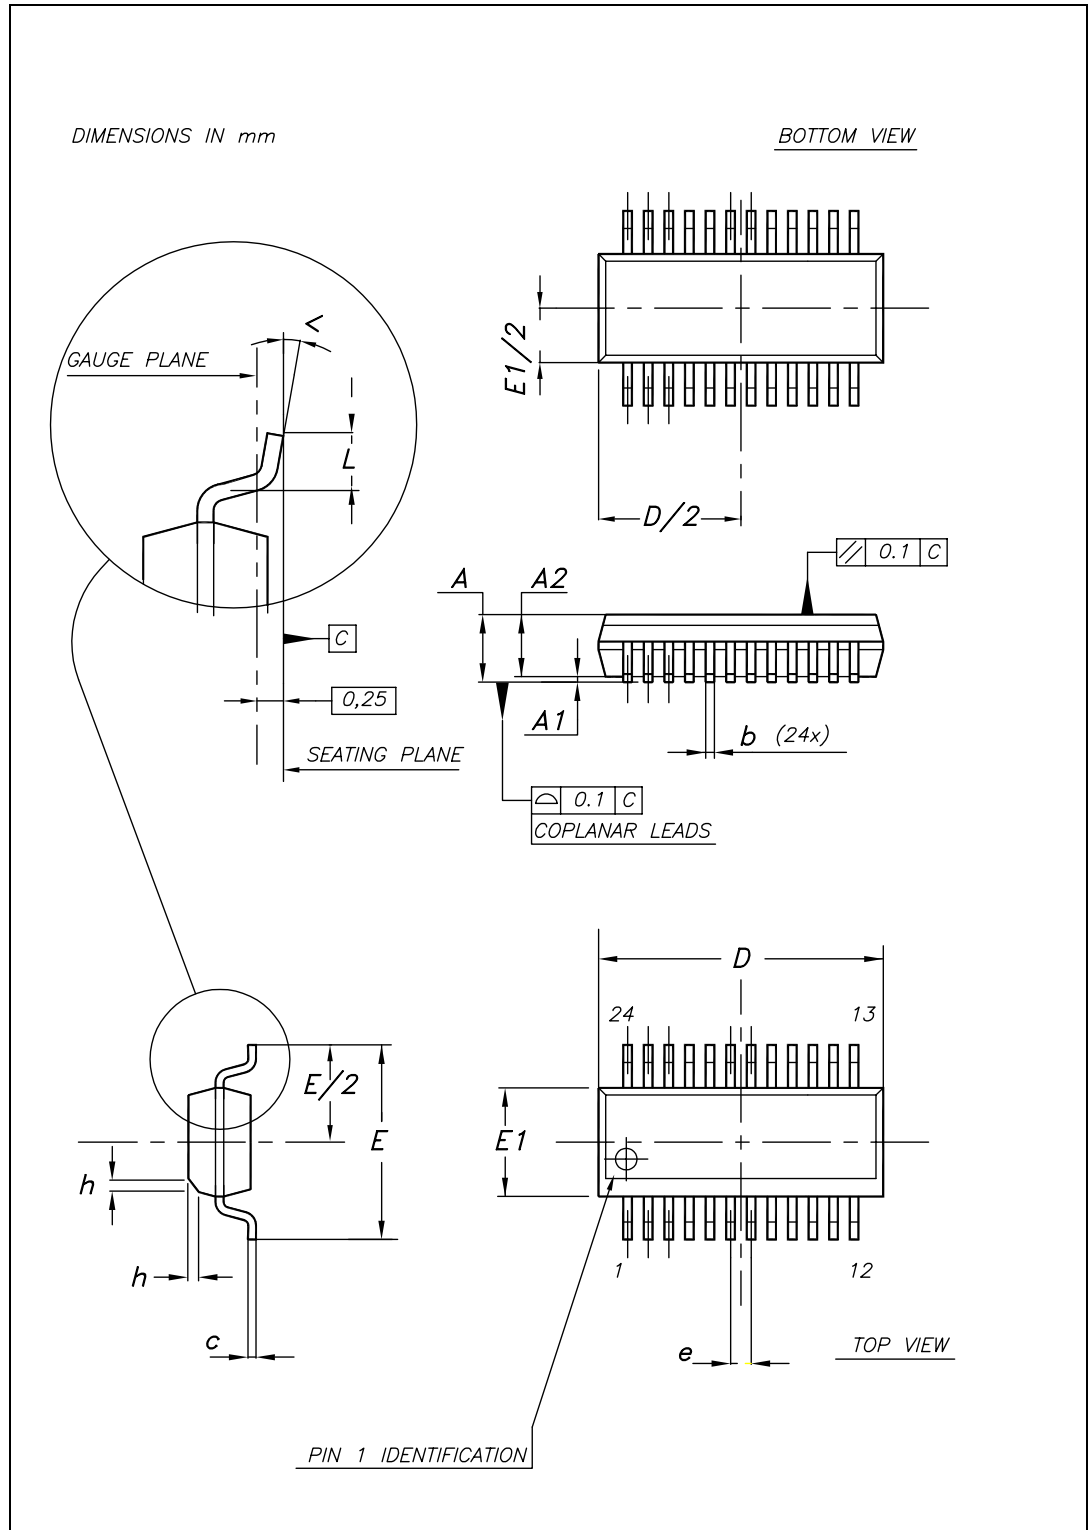 DIMENSIONS IN mm
BOTTOM VIEW
GAUGE PLANE
<
L
E1/2
D/2
C
0,25
SEATING PLANE
A
A2
// 0.1 C
A1
b (24x)
⌓ 0.1 C
COPLANAR LEADS
D
24
13
E/2
E
E1
h
h
1
12
c
e
TOP VIEW
PIN 1 IDENTIFICATION